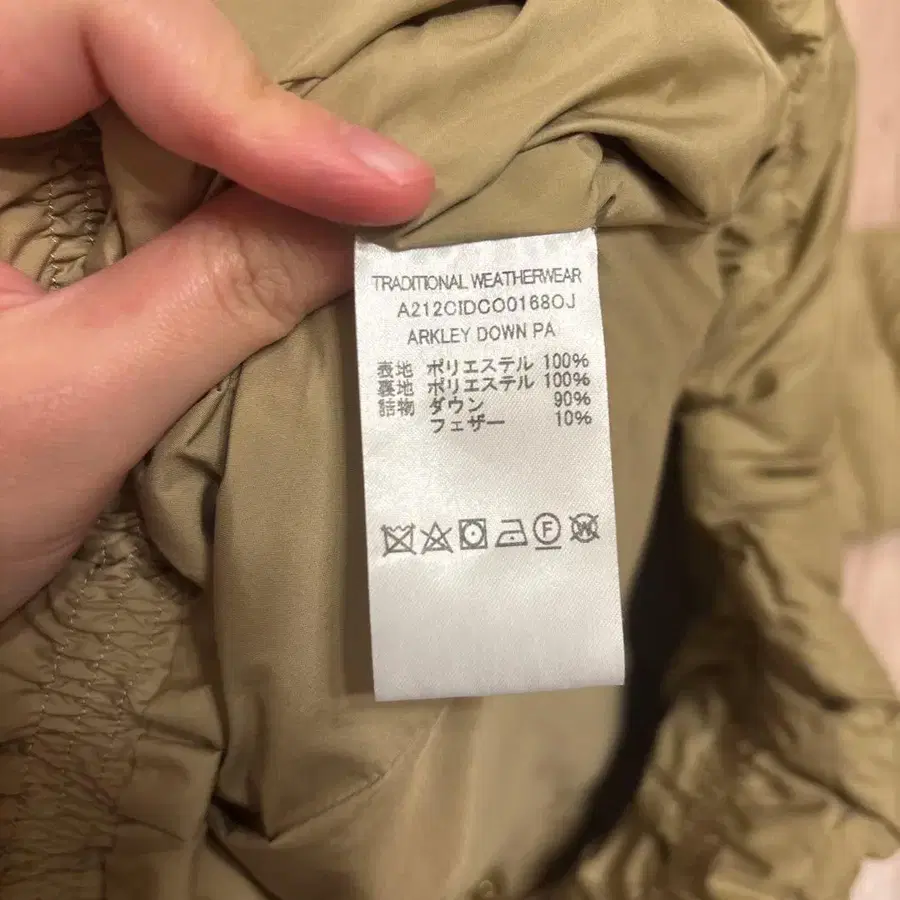 TRADITIONAL WEATHERWEAR
A212CIDCO0168OJ
ARKLEY DOWN PA
表地 ポリエステル 100%
裏地 ポリエステル 100%
詰物 ダウン 90%
フェザー 10%
F W